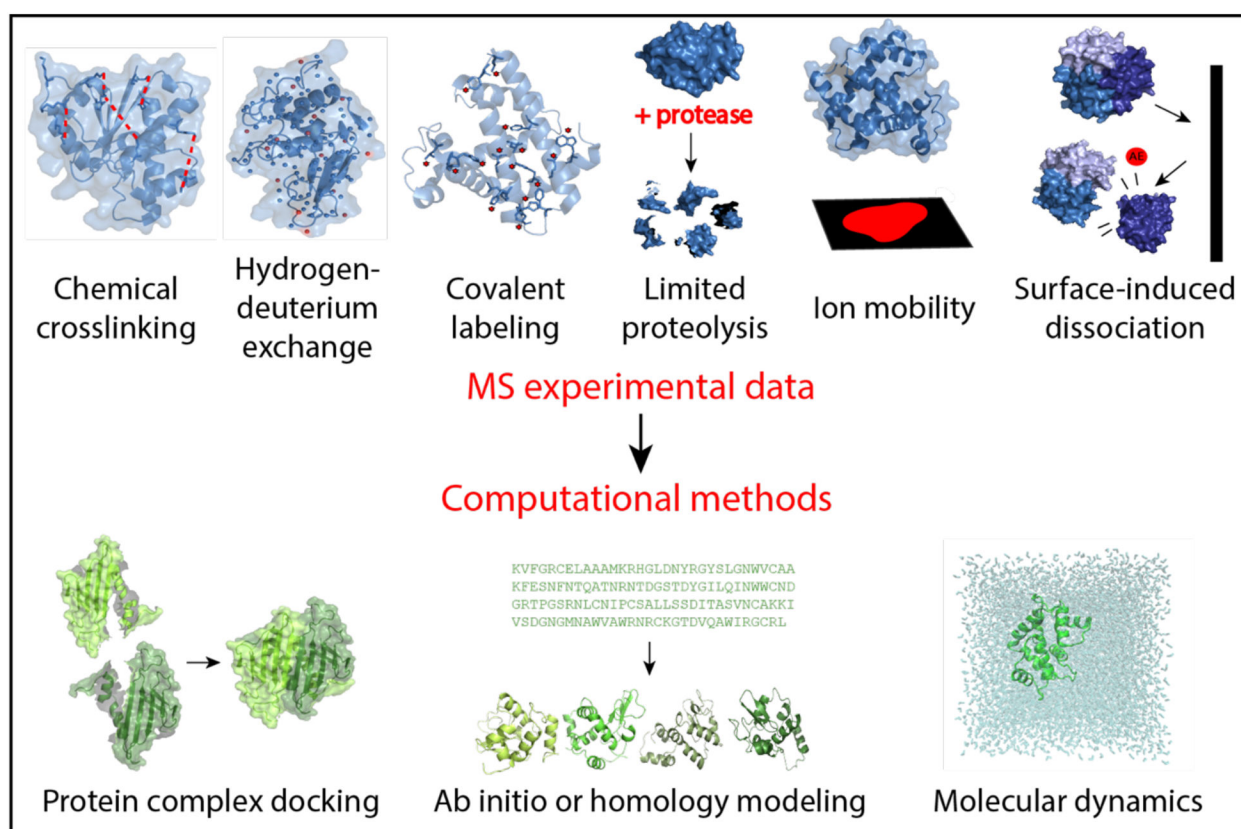 + protease
AE
Chemical
crosslinking
Hydrogen-
deuterium
exchange
Covalent
labeling
Limited
proteolysis
Ion mobility
Surface-induced
dissociation
MS experimental data
Computational methods
KVFGRCELAAAMKRHGLDNYRGYSLGNWVCAA
KFESNFNTQATNRNTDGSTDYGILQINWWCND
GRTPGSRNLCNIPCSALLSSDITASVNCAKKI
VSDGNGMNAWVAWRNRCKGTDVQAWIRGCRL
Protein complex docking
Ab initio or homology modeling
Molecular dynamics